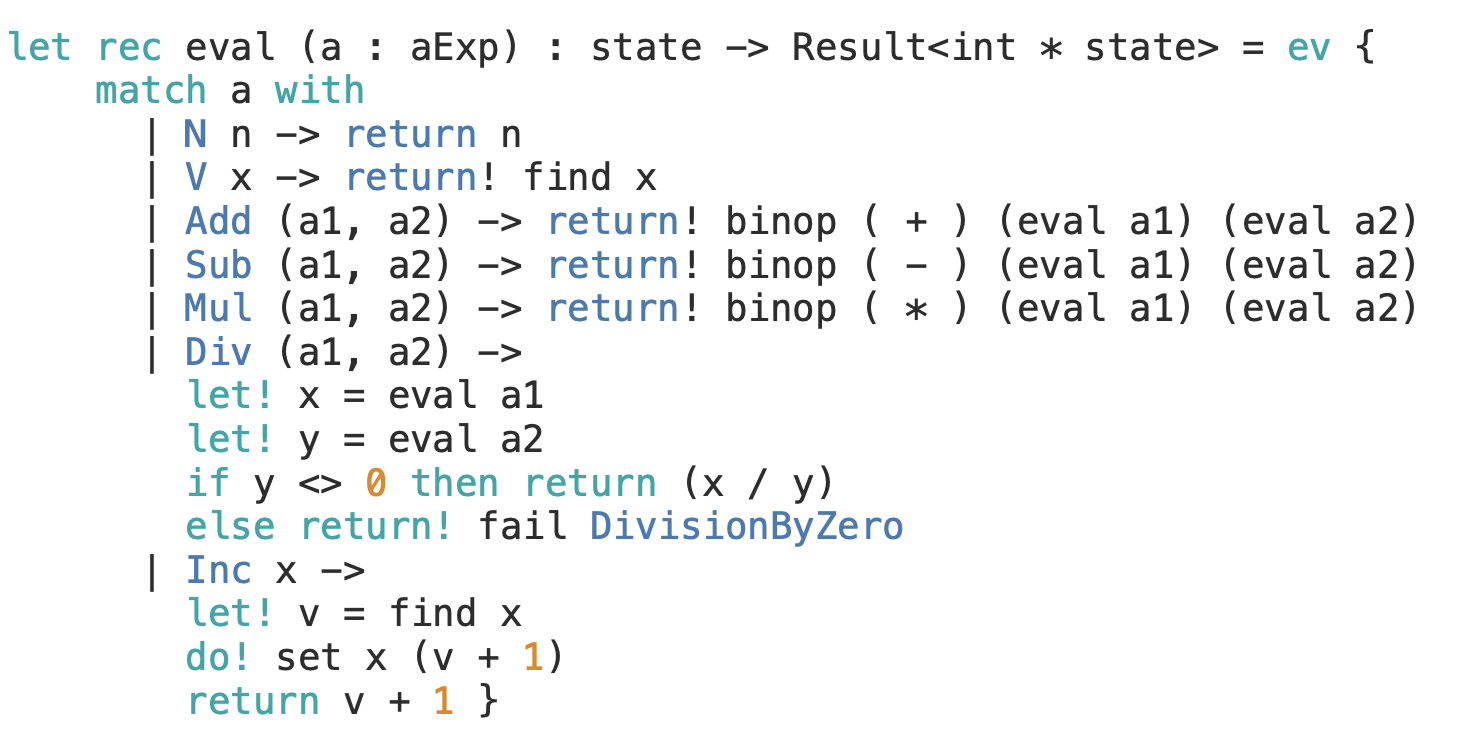 let rec eval (a : aExp) : state -> Result<int * state> = ev {
    match a with
      | N n -> return n
      | V x -> return! find x
      | Add (a1, a2) -> return! binop ( + ) (eval a1) (eval a2)
      | Sub (a1, a2) -> return! binop ( - ) (eval a1) (eval a2)
      | Mul (a1, a2) -> return! binop ( * ) (eval a1) (eval a2)
      | Div (a1, a2) ->
        let! x = eval a1
        let! y = eval a2
        if y <> 0 then return (x / y)
        else return! fail DivisionByZero
      | Inc x ->
        let! v = find x
        do! set x (v + 1)
        return v + 1 }